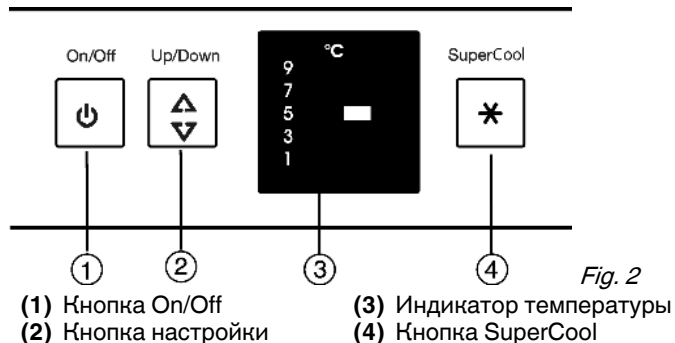 On/Off Up/Down °C SuperCool
9
7
5
3
1
1 2 3 4 Fig. 2
(1) Кнопка On/Off (3) Индикатор температуры
(2) Кнопка настройки (4) Кнопка SuperCool